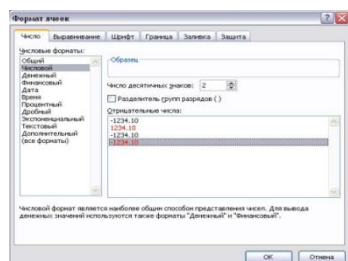 Формат ячеек
Число Выравнивание Шрифт Граница Заливка Защита
Числовые форматы:
Общий
Числовой
Денежный
Финансовый
Дата
Время
Процентный
Дробный
Экспоненциальный
Текстовый
Дополнительный
(все форматы)
Образец
Число десятичных знаков: 2
Разделитель групп разрядов ( )
Отрицательные числа:
-1234,10
1234,10
-1234,10
-1234,10
Числовой формат является наиболее общим способом представления чисел. Для вывода
денежных значений используются также форматы "Денежный" и "Финансовый".
ОК Отмена